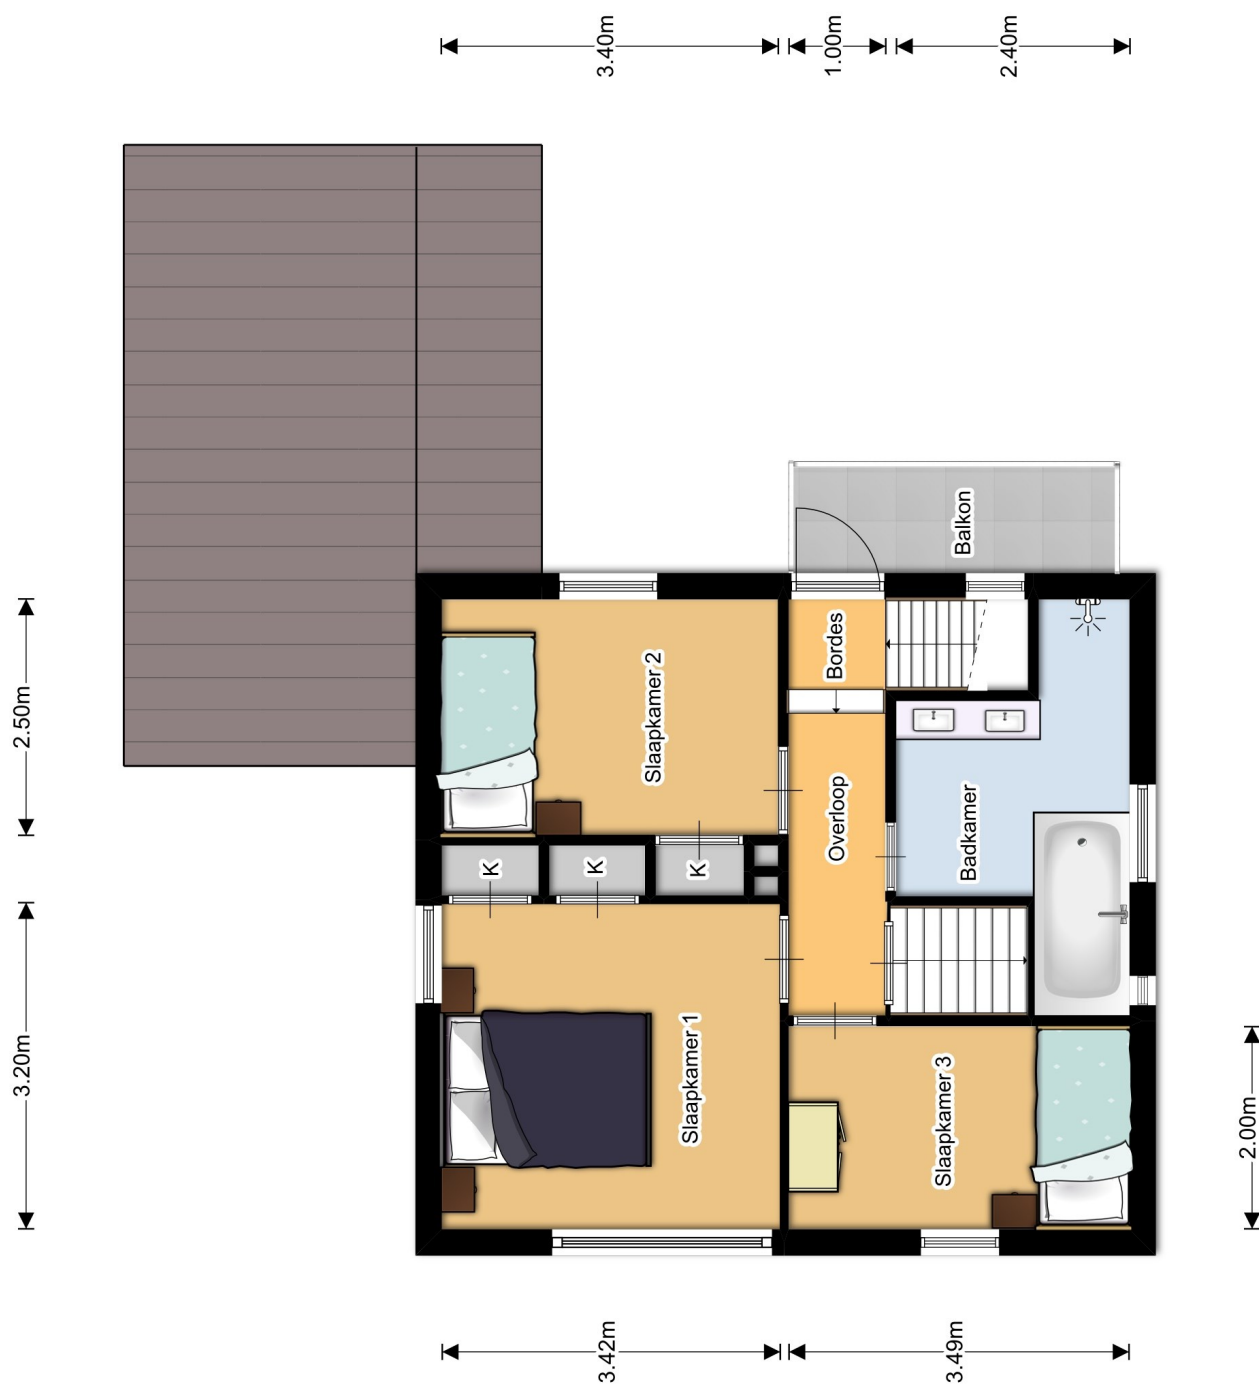 3.40m
1.00m
2.40m
Balkon
2.50m
Slaapkamer 2
Bordes
Overloop
Badkamer
K
K
K
3.20m
Slaapkamer 1
Slaapkamer 3
2.00m
3.42m
3.49m